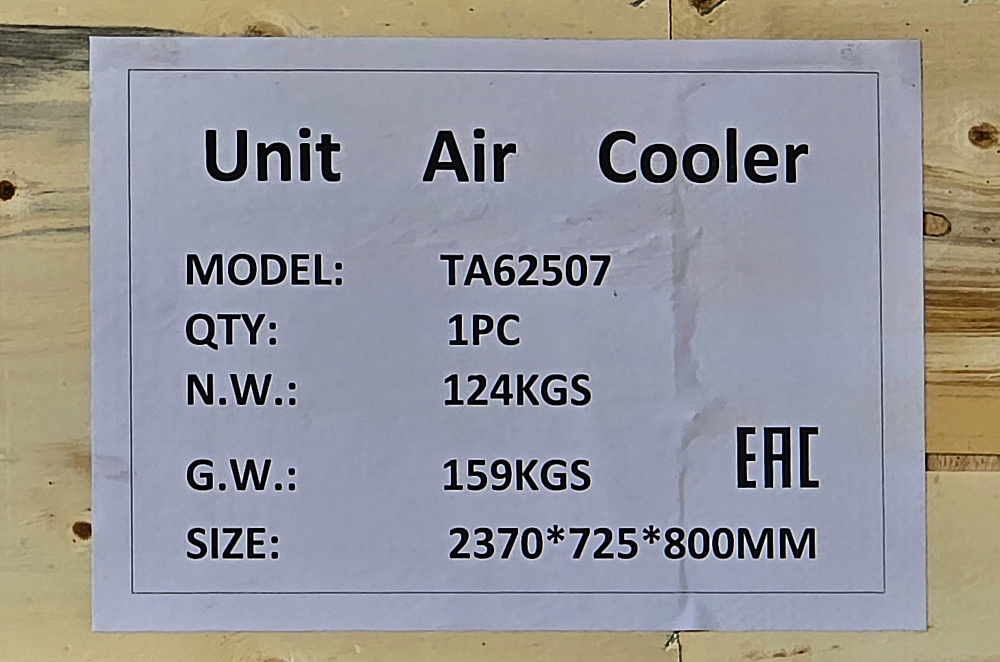 Unit Air Cooler
MODEL: TA62507
QTY: 1PC
N.W.: 124KGS
G.W.: 159KGS
EAC
SIZE: 2370*725*800MM